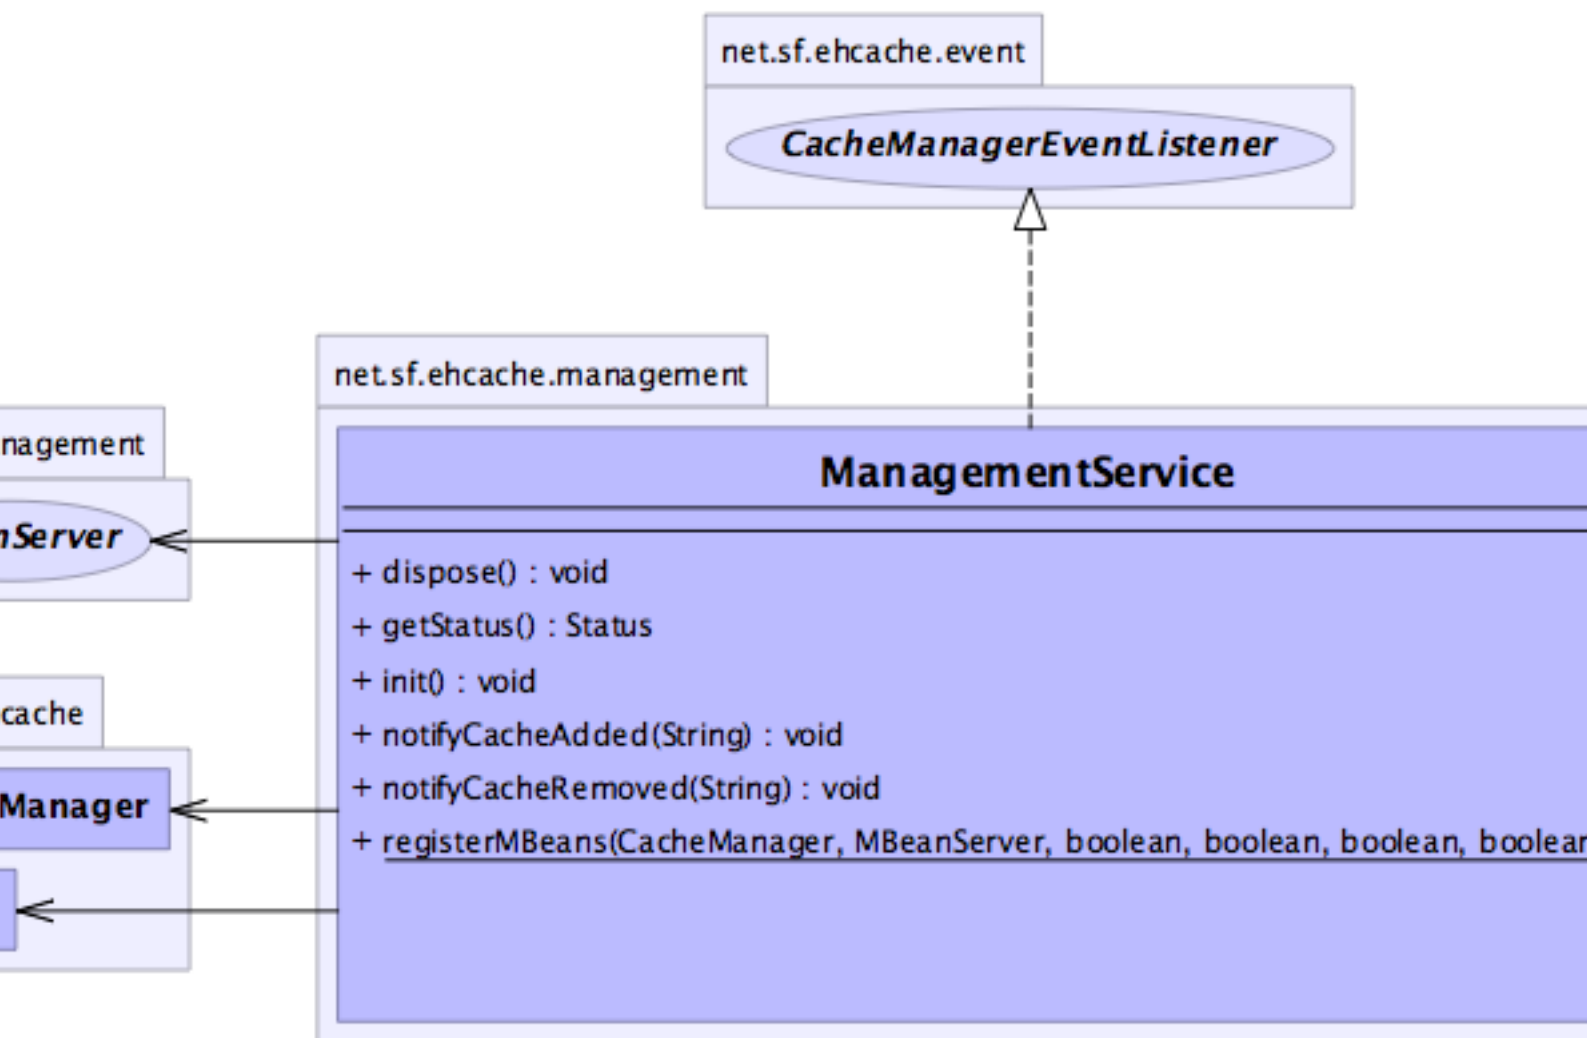 net.sf.ehcache.event
CacheManagerEventListener
net.sf.ehcache.management
nagement
nServer
cache
Manager
ManagementService
+ dispose() : void
+ getStatus() : Status
+ init() : void
+ notifyCacheAdded(String) : void
+ notifyCacheRemoved(String) : void
+ registerMBeans(CacheManager, MBeanServer, boolean, boolean, boolean, boolean